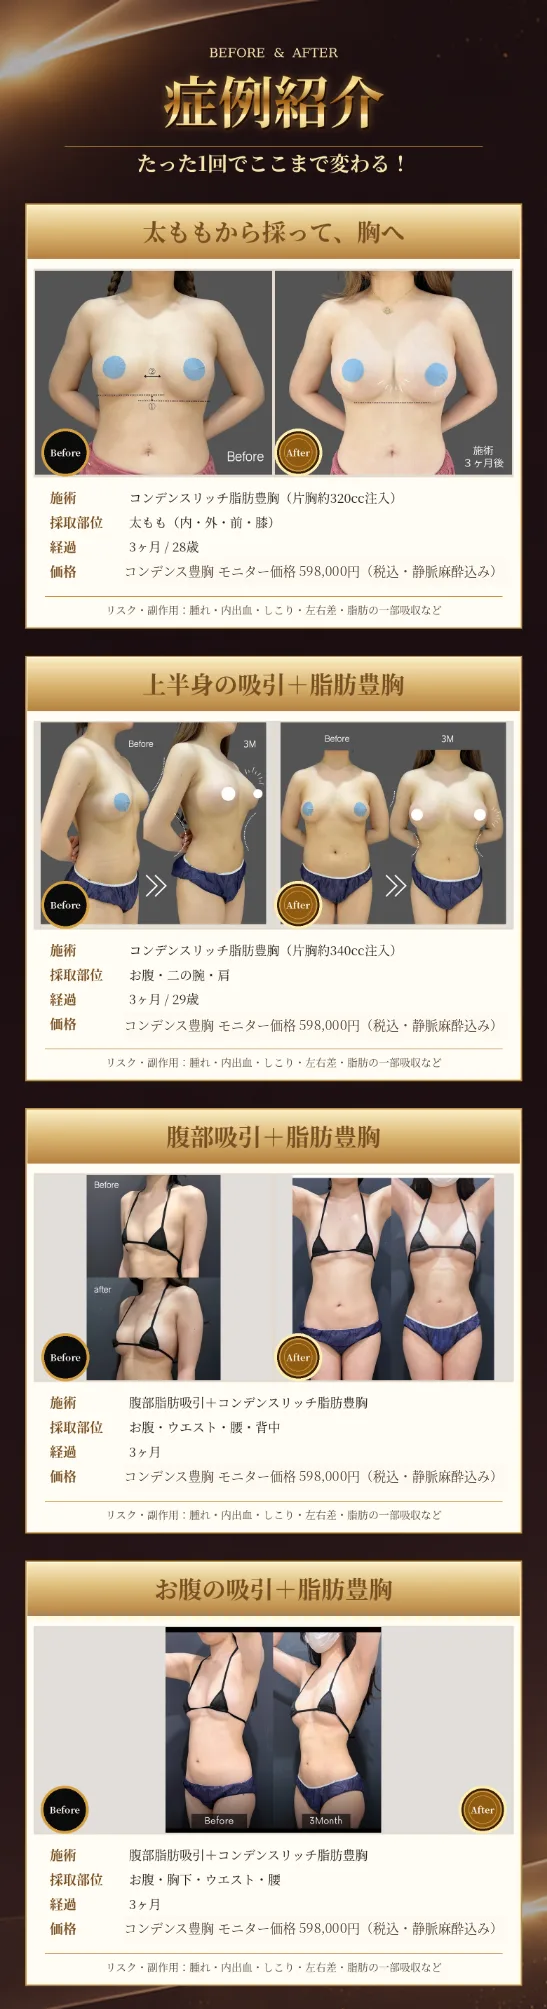 BEFORE & AFTER
症例紹介
たった1回でここまで変わる！
太ももから採って、胸へ
②
①
Before
Before
After
施術
3ヶ月後
施術 コンデンスリッチ脂肪豊胸（片胸約320cc注入）
採取部位 太もも（内・外・前・膝）
経過 3ヶ月 / 28歳
価格 コンデンス豊胸 モニター価格 598,000円（税込・静脈麻酔込み）
リスク・副作用：腫れ・内出血・しこり・左右差・脂肪の一部吸収など
上半身の吸引＋脂肪豊胸
Before 3M Before 3M
Before
After
施術 コンデンスリッチ脂肪豊胸（片胸約340cc注入）
採取部位 お腹・二の腕・肩
経過 3ヶ月 / 29歳
価格 コンデンス豊胸 モニター価格 598,000円（税込・静脈麻酔込み）
リスク・副作用：腫れ・内出血・しこり・左右差・脂肪の一部吸収など
腹部吸引＋脂肪豊胸
Before
after
Before
After
施術 腹部脂肪吸引＋コンデンスリッチ脂肪豊胸
採取部位 お腹・ウエスト・腰・背中
経過 3ヶ月
価格 コンデンス豊胸 モニター価格 598,000円（税込・静脈麻酔込み）
リスク・副作用：腫れ・内出血・しこり・左右差・脂肪の一部吸収など
お腹の吸引＋脂肪豊胸
Before
After
Before 3Month
施術 腹部脂肪吸引＋コンデンスリッチ脂肪豊胸
採取部位 お腹・胸下・ウエスト・腰
経過 3ヶ月
価格 コンデンス豊胸 モニター価格 598,000円（税込・静脈麻酔込み）
リスク・副作用：腫れ・内出血・しこり・左右差・脂肪の一部吸収など